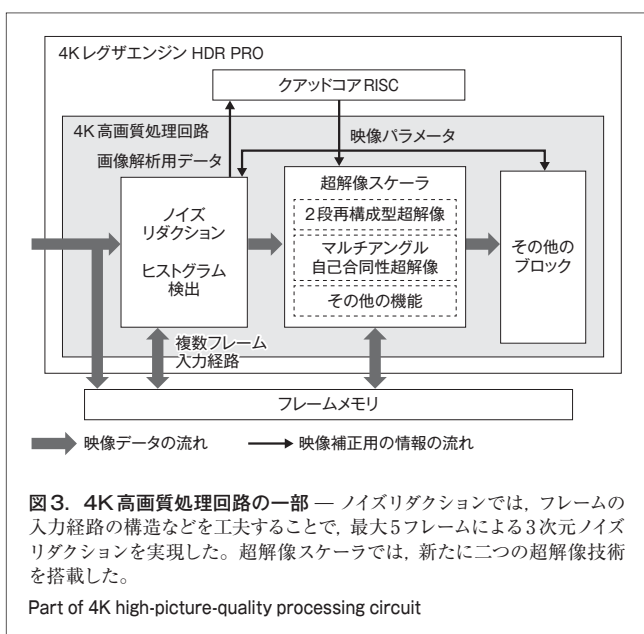 4Kレグザエンジン HDR PRO
クアッドコアRISC
4K高画質処理回路
映像パラメータ
画像解析用データ
ノイズ
リダクション
ヒストグラム
検出
超解像スケーラ
2段再構成型超解像
マルチアングル
自己合同性超解像
その他の機能
その他の
ブロック
複数フレーム
入力経路
フレームメモリ
映像データの流れ
映像補正用の情報の流れ
図3. 4K高画質処理回路の一部 — ノイズリダクションでは，フレームの
入力経路の構造などを工夫することで，最大5フレームによる3次元ノイズ
リダクションを実現した。超解像スケーラでは，新たに二つの超解像技術
を搭載した。
Part of 4K high-picture-quality processing circuit